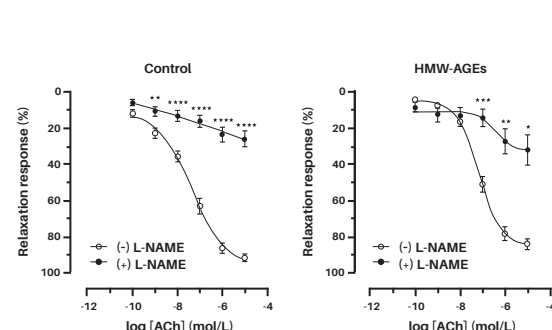 Control
HMW-AGEs
Relaxation response (%)
0
20
40
60
80
100
** **** **** **** ****
(-) L-NAME
(+) L-NAME
-12 -10 -8 -6 -4
log [ACh] (mol/L)
Relaxation response (%)
0
20
40
60
80
100
*** ** *
(-) L-NAME
(+) L-NAME
-12 -10 -8 -6 -4
log [ACh] (mol/L)